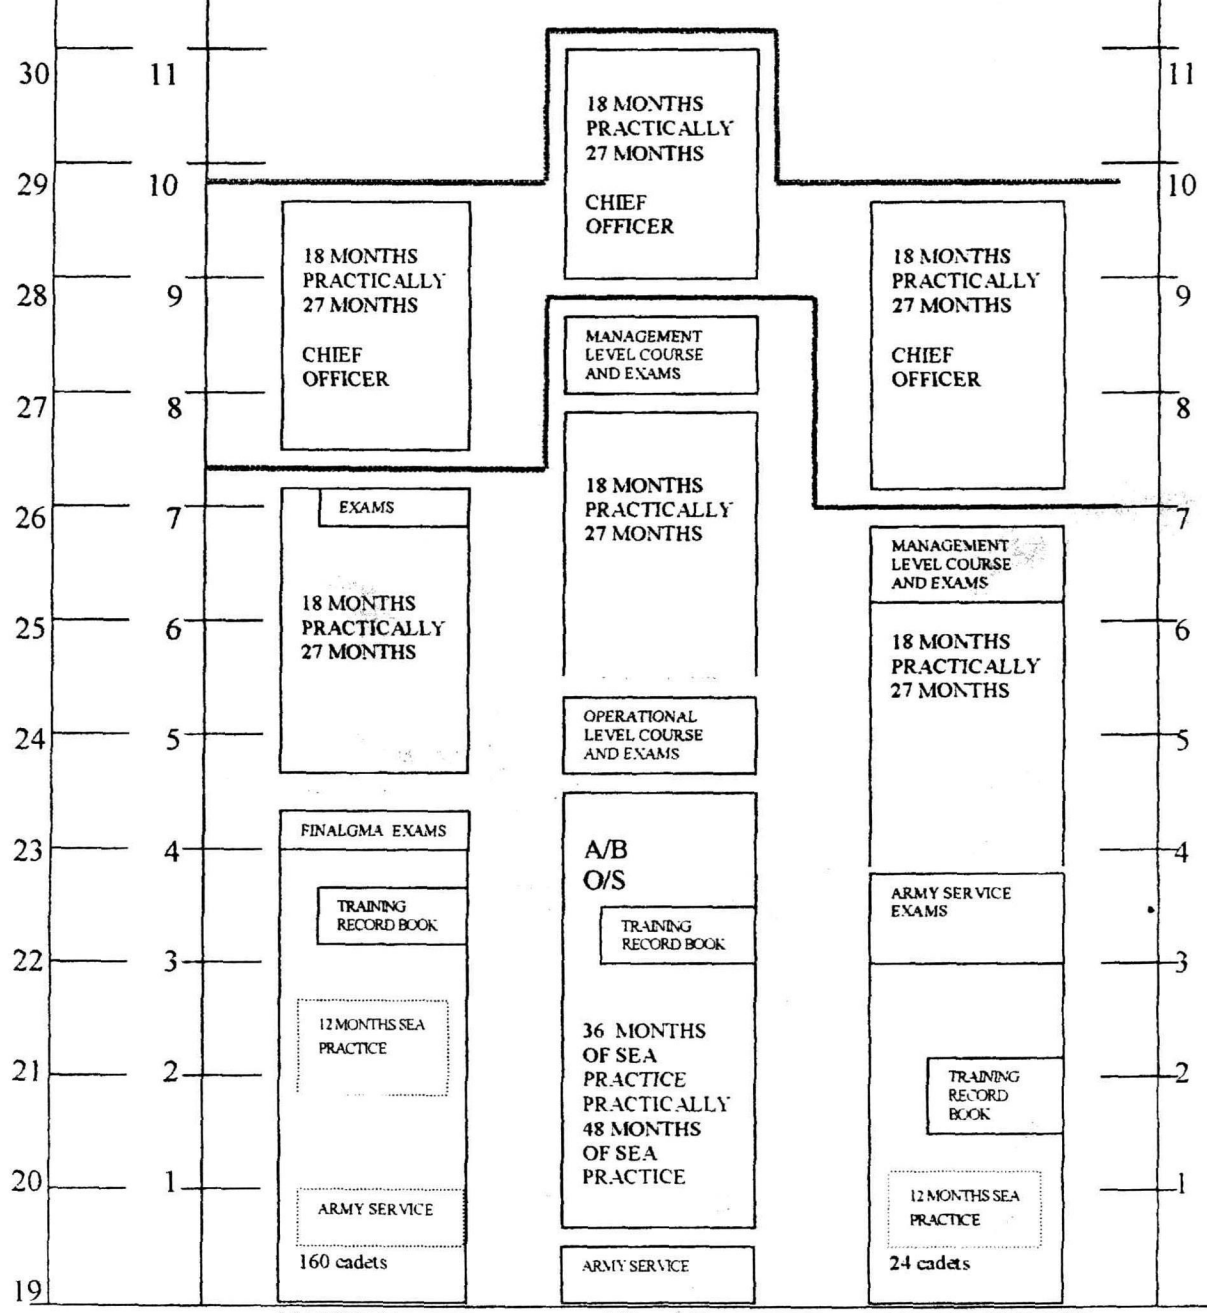 30
29
28
27
26
25
24
23
22
21
20
19
11
10
9
8
7
6
5
4
3
2
1
18 MONTHS
PRACTICALLY
27 MONTHS
CHIEF
OFFICER
EXAMS
18 MONTHS
PRACTICALLY
27 MONTHS
FINALGMA EXAMS
TRAINING
RECORD BOOK
12 MONTHS SEA
PRACTICE
ARMY SERVICE
160 cadets
18 MONTHS
PRACTICALLY
27 MONTHS
CHIEF
OFFICER
MANAGEMENT
LEVEL COURSE
AND EXAMS
18 MONTHS
PRACTICALLY
27 MONTHS
OPERATIONAL
LEVEL COURSE
AND EXAMS
A/B
O/S
TRAINING
RECORD BOOK
36 MONTHS
OF SEA
PRACTICE
PRACTICALLY
48 MONTHS
OF SEA
PRACTICE
ARMY SERVICE
18 MONTHS
PRACTICALLY
27 MONTHS
CHIEF
OFFICER
MANAGEMENT
LEVEL COURSE
AND EXAMS
18 MONTHS
PRACTICALLY
27 MONTHS
ARMY SERVICE
EXAMS
TRAINING
RECORD
BOOK
12 MONTHS SEA
PRACTICE
24 cadets
11
10
9
8
7
6
5
4
3
2
1